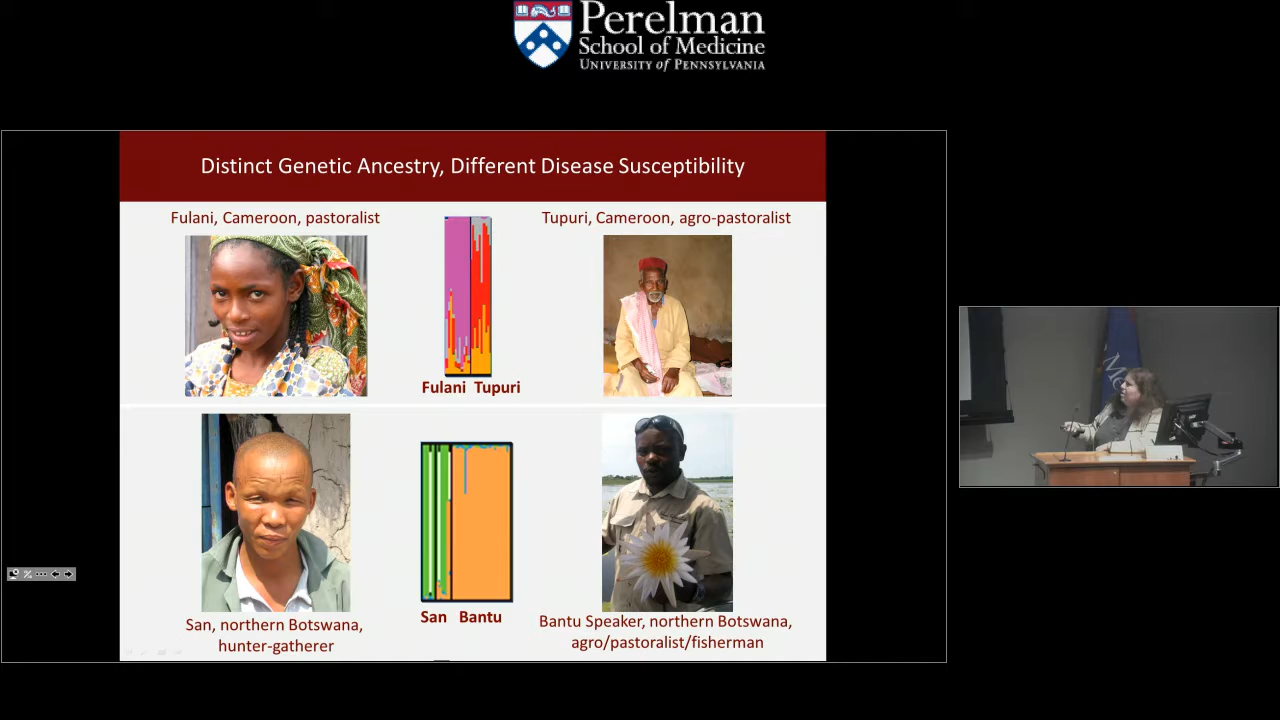 Perelman
School of Medicine
UNIVERSITY of PENNSYLVANIA
Distinct Genetic Ancestry, Different Disease Susceptibility
Fulani, Cameroon, pastoralist
Tupuri, Cameroon, agro-pastoralist
Fulani Tupuri
San, northern Botswana,
hunter-gatherer
San Bantu
Bantu Speaker, northern Botswana,
agro/pastoralist/fisherman